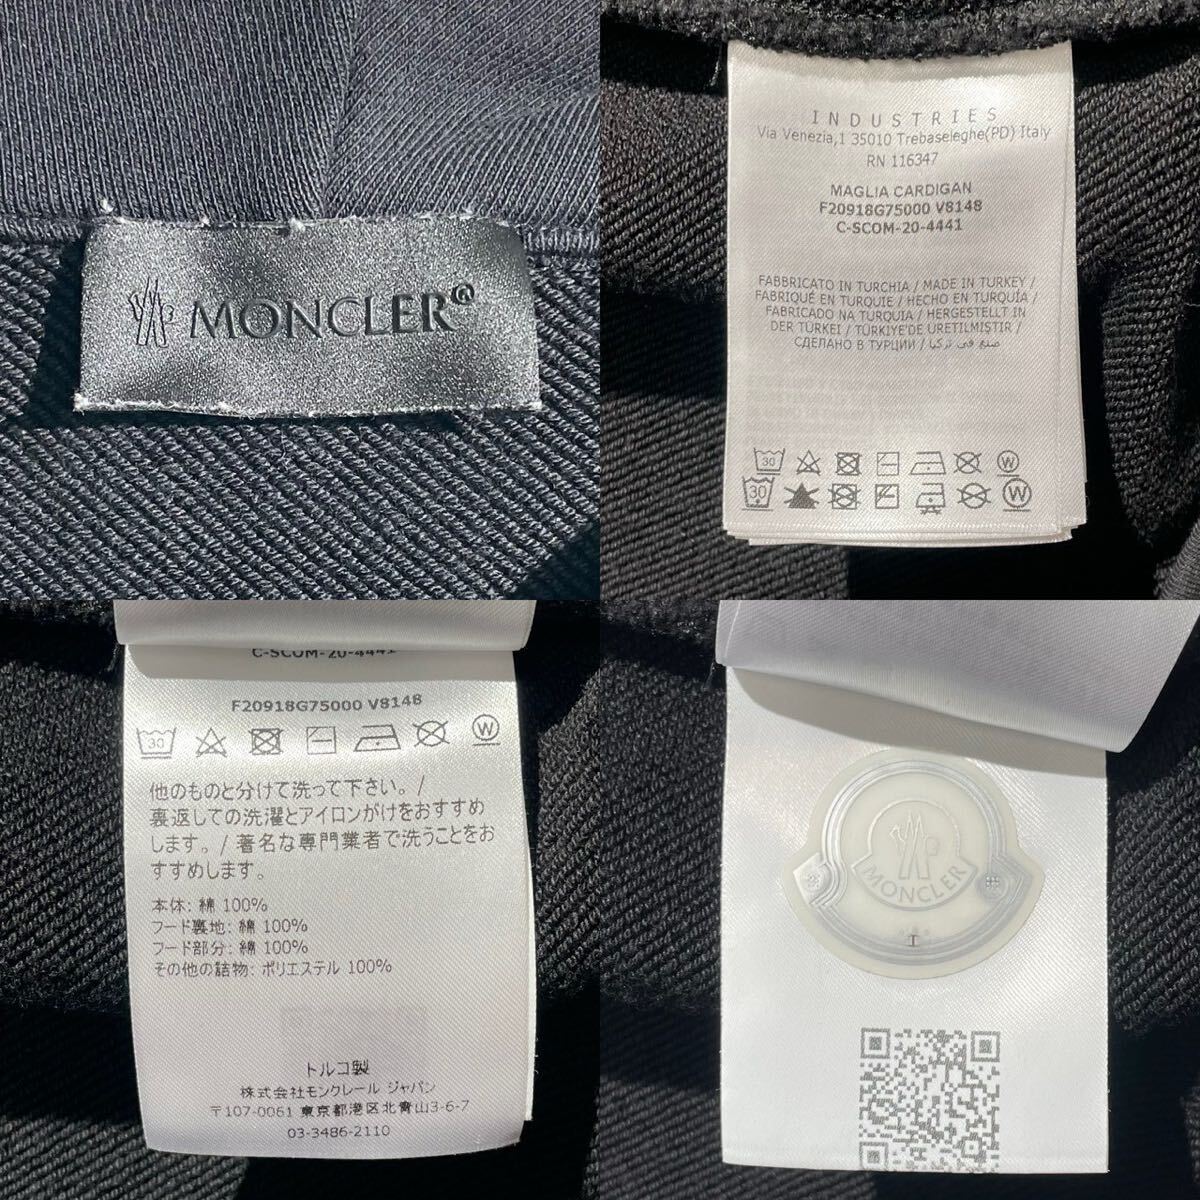 MONCLER®
INDUSTRIES
Via Venezia,1 35010 Trebaseleghe(PD) Italy
RN 116347
MAGLIA CARDIGAN
F20918G75000 V8148
C-SCOM-20-4441
FABBRICATO IN TURCHIA / MADE IN TURKEY /
FABRIQUÉ EN TURQUIE / HECHO EN TURQUÍA /
FABRICADO NA TURQUIA / HERGESTELLT IN
DER TÜRKEI / TÜRKIYE'DE ÜRETILMIŞTIR /
СДЕЛАНО В ТУРЦИИ / صنع في تركيا
30 W
30 W
C-SCOM-20-4441
F20918G75000 V8148
30 W
他のものと分けて洗って下さい。/
裏返しての洗濯とアイロンがけをおすすめ
します。/ 著名な専門業者で洗うことをお
すすめします。
本体: 綿 100%
フード裏地: 綿 100%
フード部分: 綿 100%
その他の詰物: ポリエステル 100%
トルコ製
株式会社モンクレール ジャパン
〒107-0061 東京都港区北青山3-6-7
03-3486-2110
MONCLER